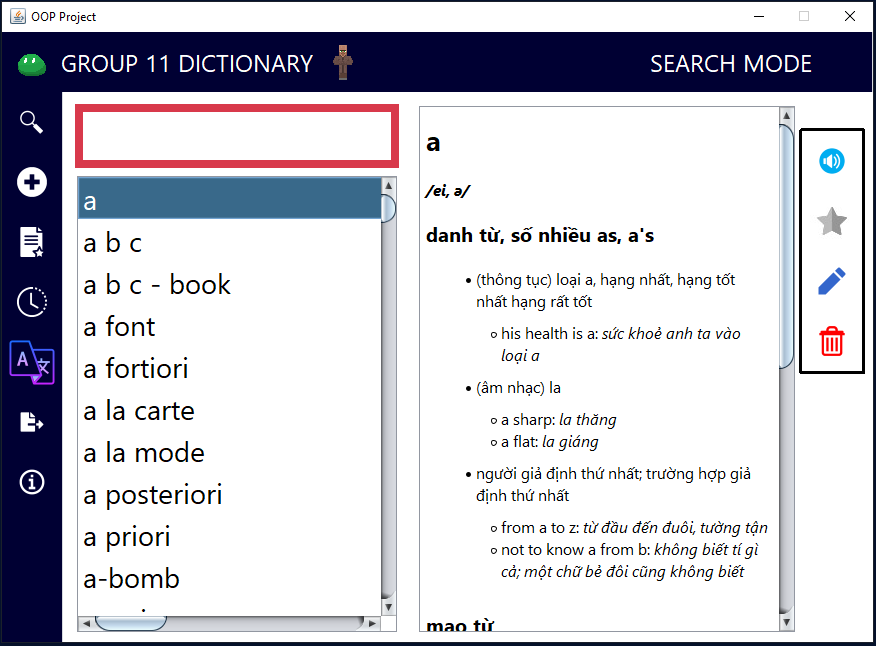 OOP Project
GROUP 11 DICTIONARY
SEARCH MODE
A 文
a
a b c
a b c - book
a font
a fortiori
a la carte
a la mode
a posteriori
a priori
a-bomb
a
/ei, ə/
danh từ, số nhiều as, a's
• (thông tục) loại a, hạng nhất, hạng tốt
nhất hạng rất tốt
his health is a: sức khoẻ anh ta vào
loại a
• (âm nhạc) la
a sharp: la thăng
a flat: la giáng
• người giả định thứ nhất; trường hợp giả
định thứ nhất
from a to z: từ đầu đến đuôi, tường tận
not to know a from b: không biết tí gì
cả; một chữ bẻ đôi cũng không biết
mạo từ